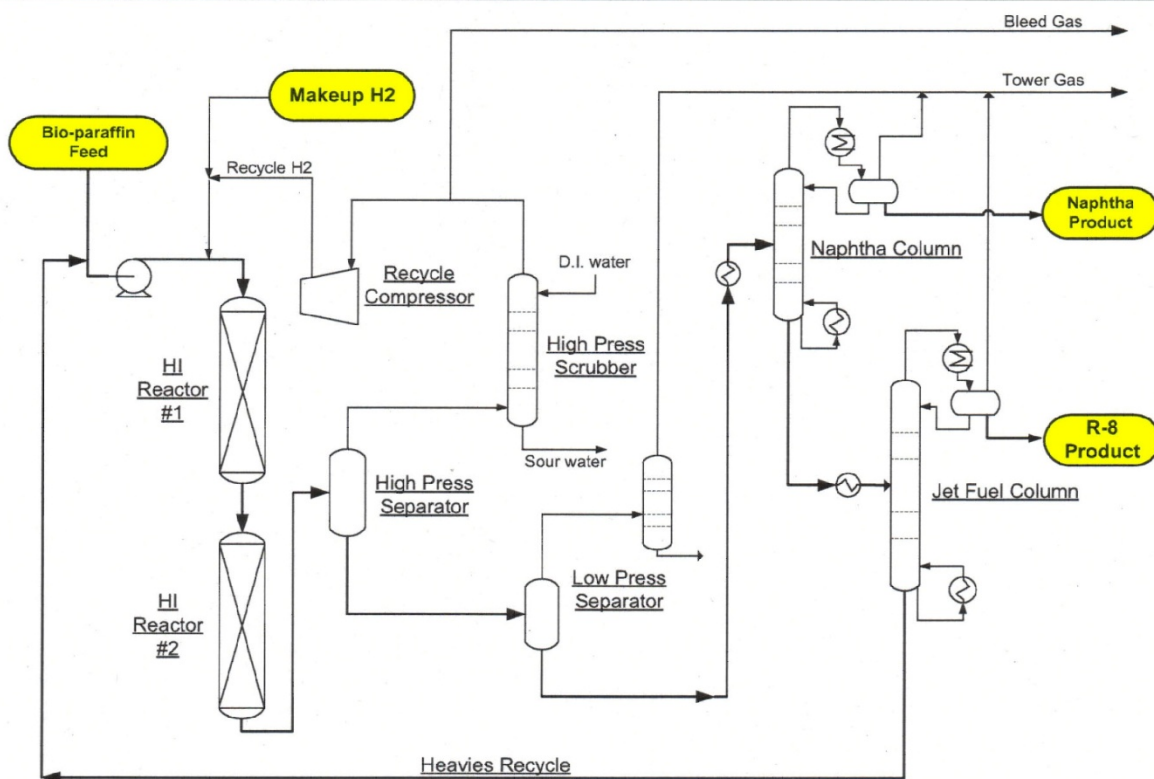 Bleed Gas
Tower Gas
Makeup H2
Bio-paraffin
Feed
Recycle H2
Naphtha
Product
Naphtha Column
D.I. water
Recycle
Compressor
High Press
Scrubber
HI
Reactor
#1
R-8
Product
Sour water
High Press
Separator
Jet Fuel Column
Low Press
Separator
HI
Reactor
#2
Heavies Recycle